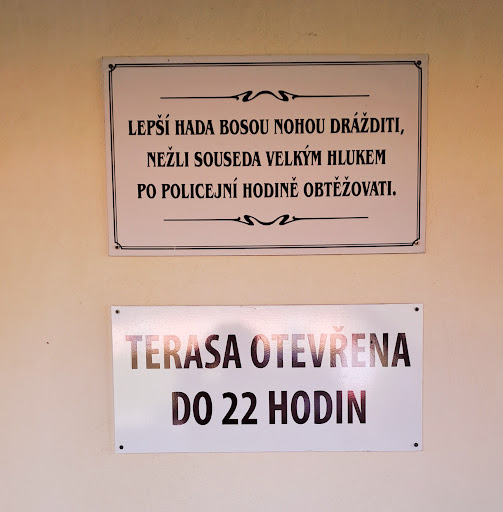 LEPŠÍ HADA BOSOU NOHOU DRÁŽDITI,
NEŽLI SOUSEDA VELKÝM HLUKEM
PO POLICEJNÍ HODINĚ OBTĚŽOVATI.
TERASA OTEVŘENA
DO 22 HODIN